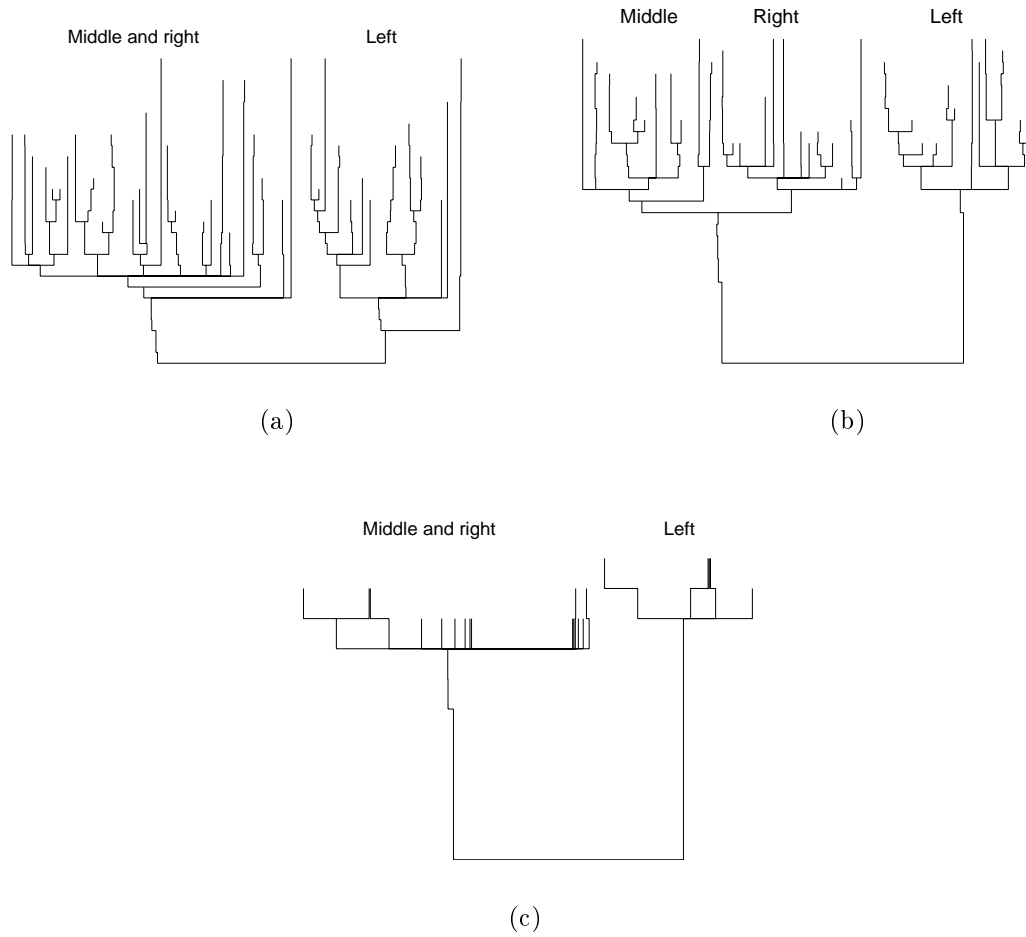 Middle and right Left
Middle Right Left
(a)
(b)
Middle and right Left
(c)